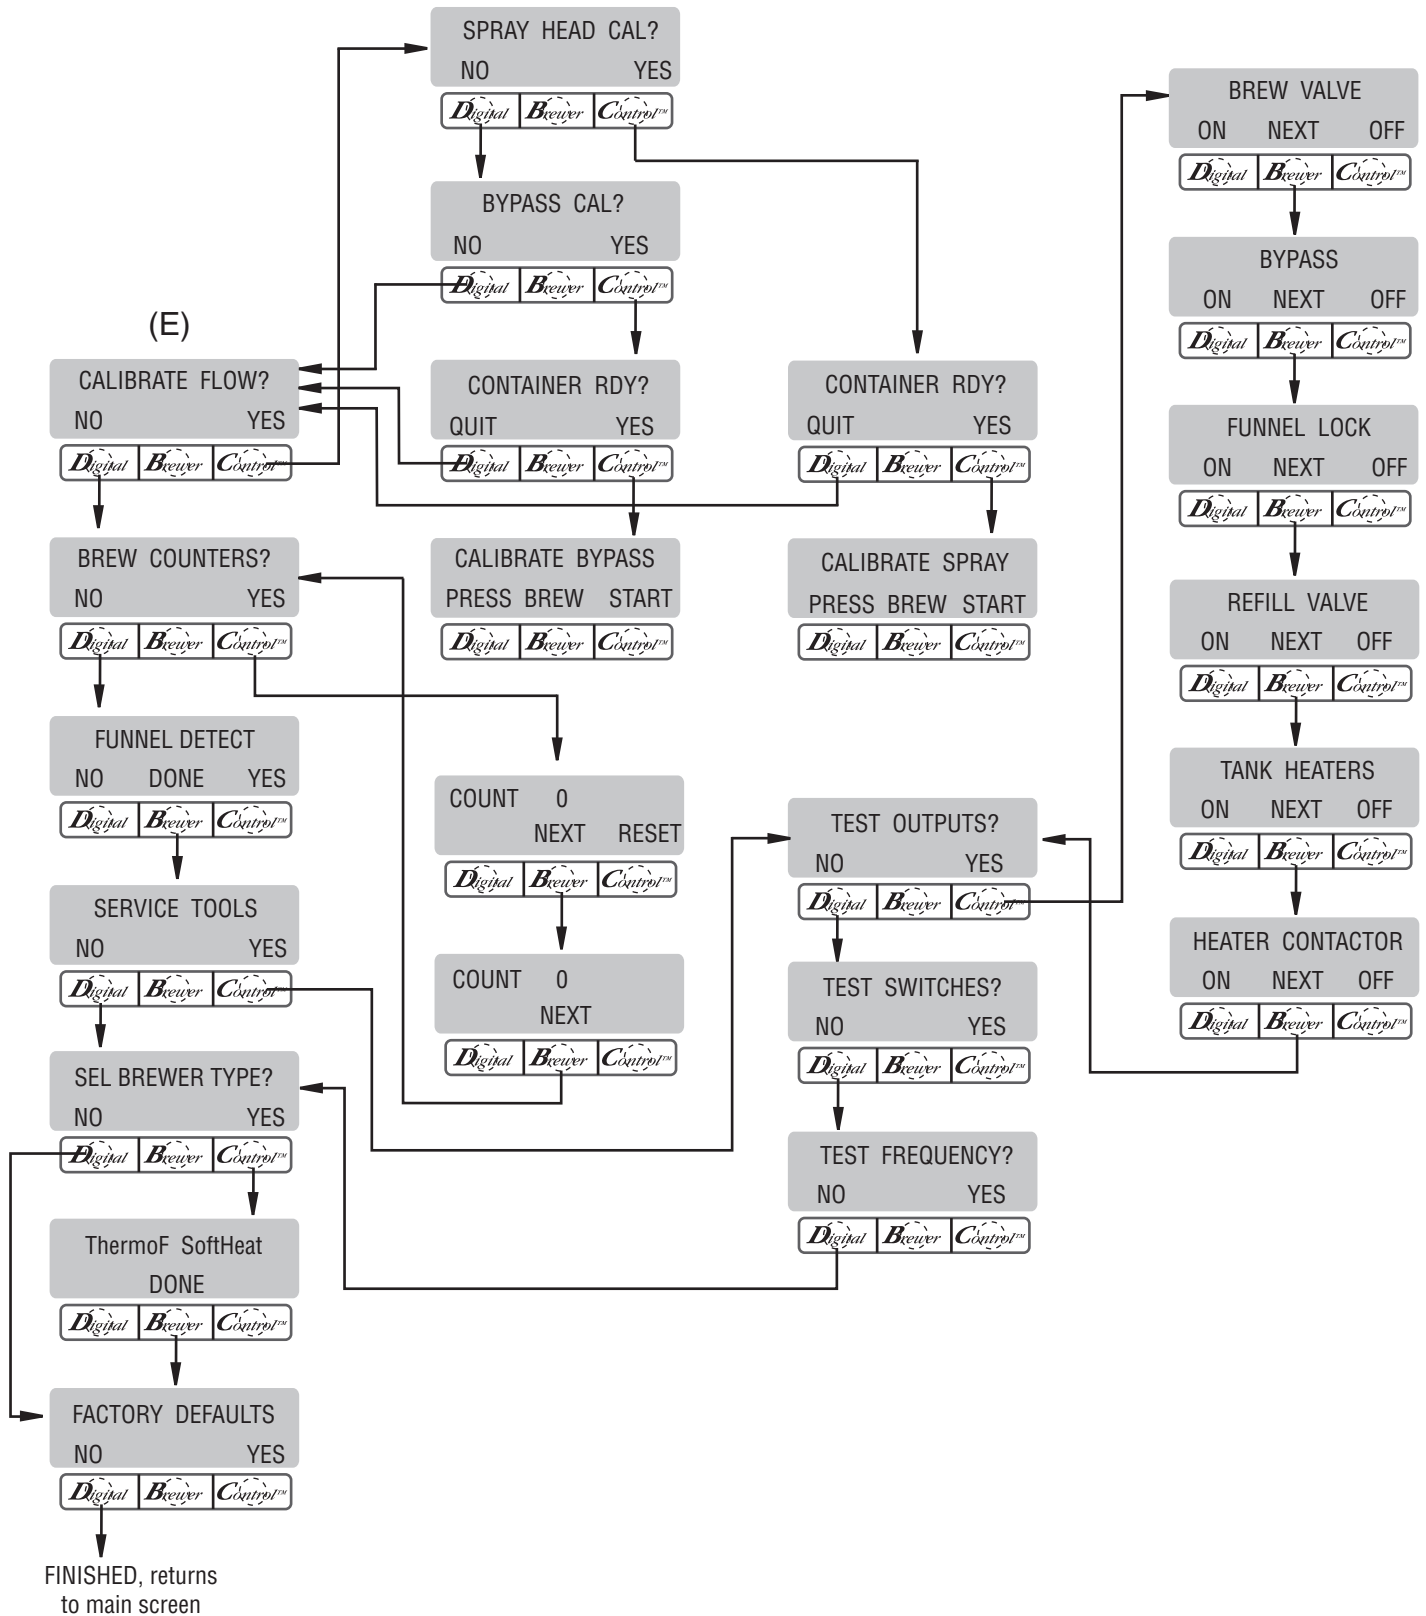 SPRAY HEAD CAL?
NO YES
Digital Brewer Control™
BYPASS CAL?
NO YES
Digital Brewer Control™
(E)
CALIBRATE FLOW?
NO YES
Digital Brewer Control™
CONTAINER RDY?
QUIT YES
Digital Brewer Control™
CONTAINER RDY?
QUIT YES
Digital Brewer Control™
BREW COUNTERS?
NO YES
Digital Brewer Control™
CALIBRATE BYPASS
PRESS BREW START
Digital Brewer Control™
CALIBRATE SPRAY
PRESS BREW START
Digital Brewer Control™
FUNNEL DETECT
NO DONE YES
Digital Brewer Control™
COUNT 0
NEXT RESET
Digital Brewer Control™
COUNT 0
NEXT
Digital Brewer Control™
SERVICE TOOLS
NO YES
Digital Brewer Control™
SEL BREWER TYPE?
NO YES
Digital Brewer Control™
ThermoF SoftHeat
DONE
Digital Brewer Control™
FACTORY DEFAULTS
NO YES
Digital Brewer Control™
FINISHED, returns
to main screen
TEST OUTPUTS?
NO YES
Digital Brewer Control™
TEST SWITCHES?
NO YES
Digital Brewer Control™
TEST FREQUENCY?
NO YES
Digital Brewer Control™
BREW VALVE
ON NEXT OFF
Digital Brewer Control™
BYPASS
ON NEXT OFF
Digital Brewer Control™
FUNNEL LOCK
ON NEXT OFF
Digital Brewer Control™
REFILL VALVE
ON NEXT OFF
Digital Brewer Control™
TANK HEATERS
ON NEXT OFF
Digital Brewer Control™
HEATER CONTACTOR
ON NEXT OFF
Digital Brewer Control™